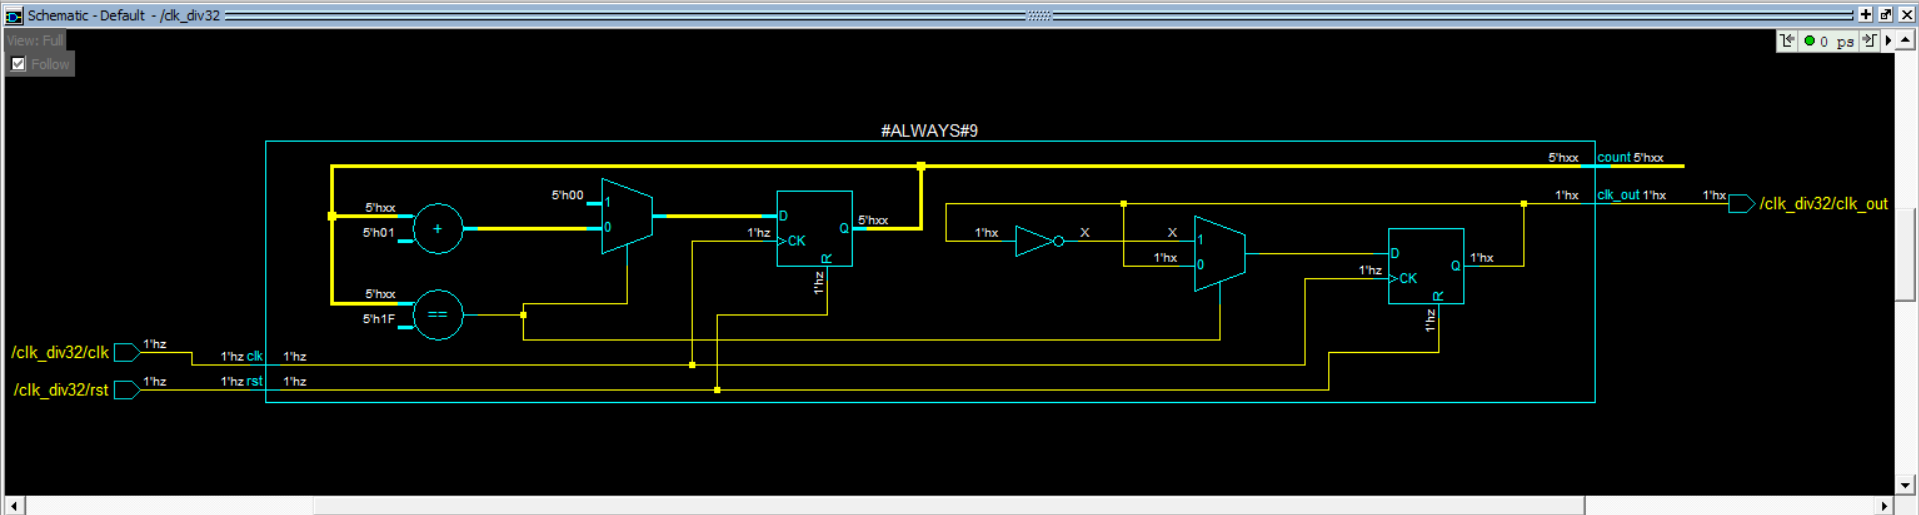 Schematic - Default - /clk_div32
View: Full
Follow
0 ps
#ALWAYS#9
5'hxx count 5'hxx
5'h00 1
0
5'hxx
5'h01
+
D
Q
5'hxx
1'hz CK
R
1'hz
5'hxx
5'h1F
==
1'hx clk_out 1'hx 1'hx /clk_div32/clk_out
1'hx X X 1
1'hx 0
D
Q 1'hx
1'hz CK
R
1'hz
/clk_div32/clk 1'hz 1'hz clk 1'hz
/clk_div32/rst 1'hz 1'hz rst 1'hz